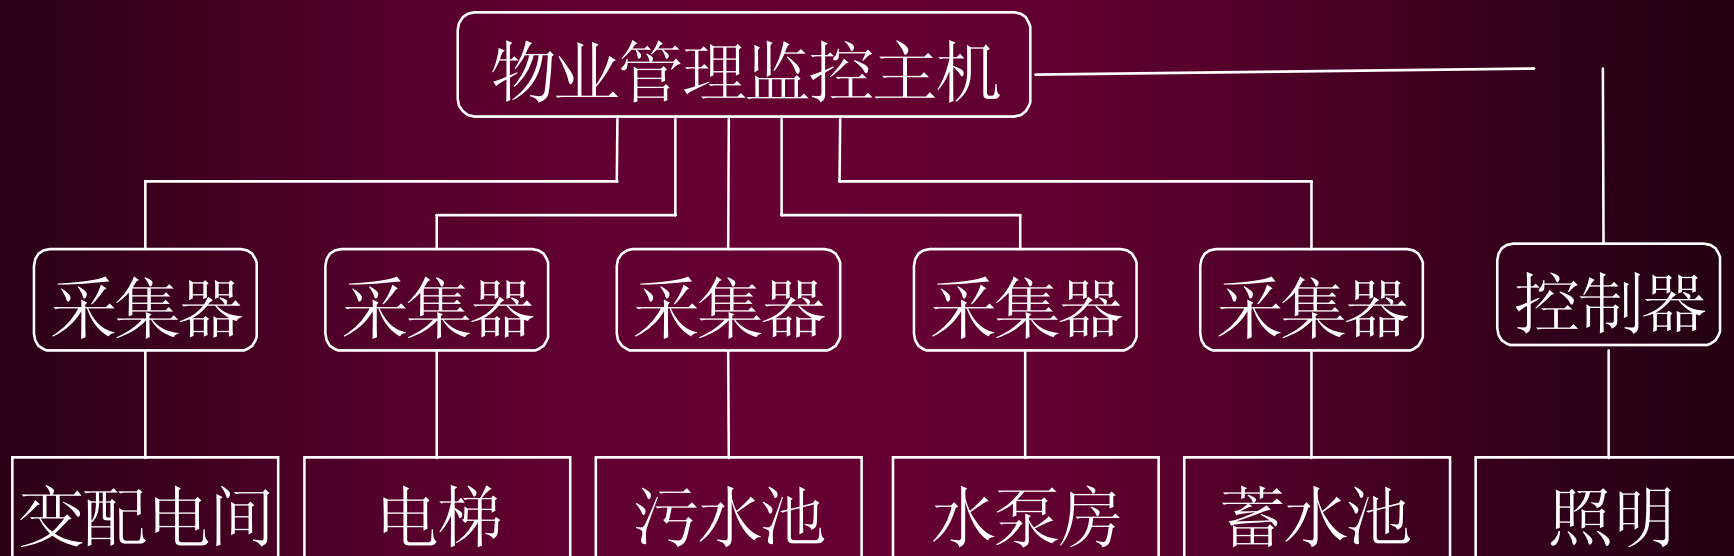 物业管理监控主机
采集器
采集器
采集器
采集器
采集器
控制器
变配电间
电梯
污水池
水泵房
蓄水池
照明